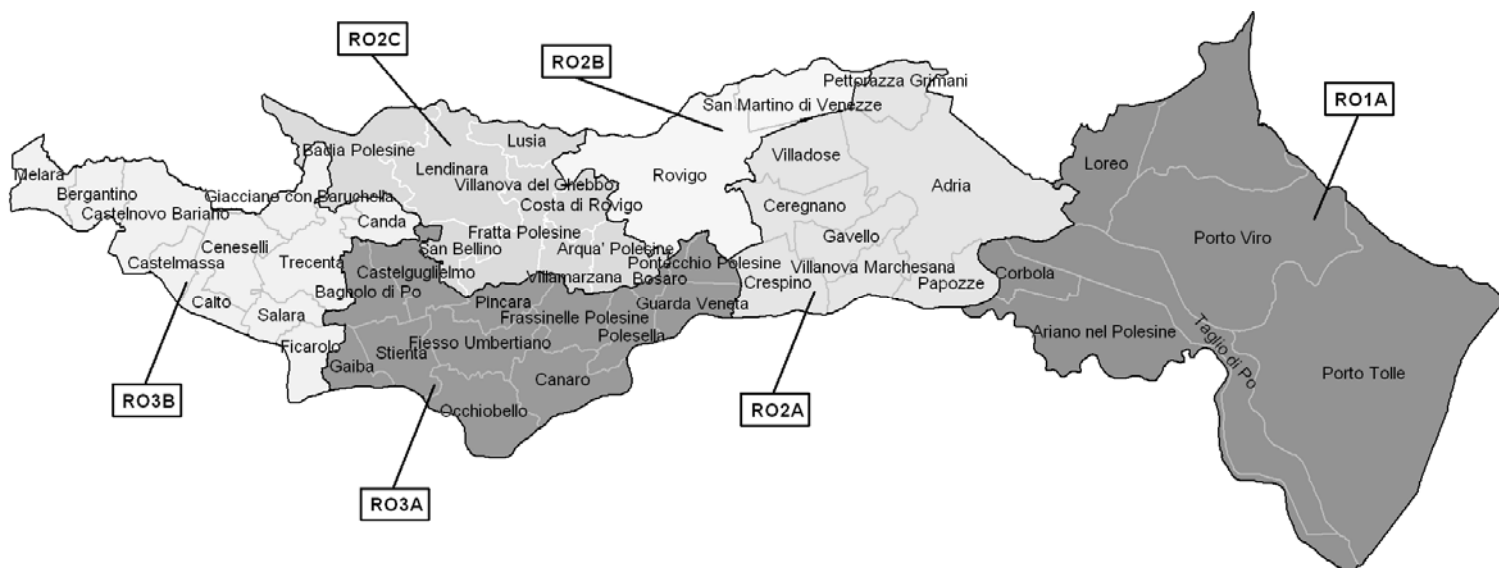 RO2C
RO2B
RO1A
Pettorazza Grimani
San Martino di Venezze
Lusia
Badia Polesine
Lendinara
Villadose
Loreo
Melara
Rovigo
Bergantino
Giacciano con Baruchella
Villanova del Ghebbo
Adria
Castelnovo Bariano
Costa di Rovigo
Ceregnano
Canda
Fratta Polesine
Gavello
Porto Viro
Ceneselli
San Bellino
Arqua' Polesine
Castelmassa
Trecenta
Castelguglielmo
Villamarzana
Pontecchio Polesine
Villanova Marchesana
Corbola
Bosaro
Crespino
Papozze
Bagnolo di Po
Calto
Pincara
Guarda Veneta
Salara
Frassinelle Polesine
Ariano nel Polesine
Polesella
Ficarolo
Stienta
Fiesso Umbertiano
Taglio di Po
Gaiba
Canaro
Porto Tolle
RO3B
Occhiobello
RO2A
RO3A